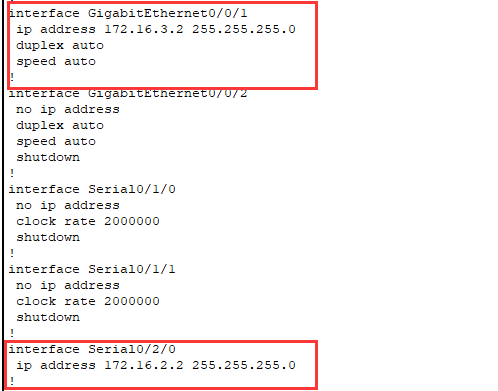 interface GigabitEthernet0/0/1
ip address 172.16.3.2 255.255.255.0
duplex auto
speed auto
!
interface GigabitEthernet0/0/2
no ip address
duplex auto
speed auto
shutdown
!
interface Serial0/1/0
no ip address
clock rate 2000000
shutdown
!
interface Serial0/1/1
no ip address
clock rate 2000000
shutdown
!
interface Serial0/2/0
ip address 172.16.2.2 255.255.255.0
!